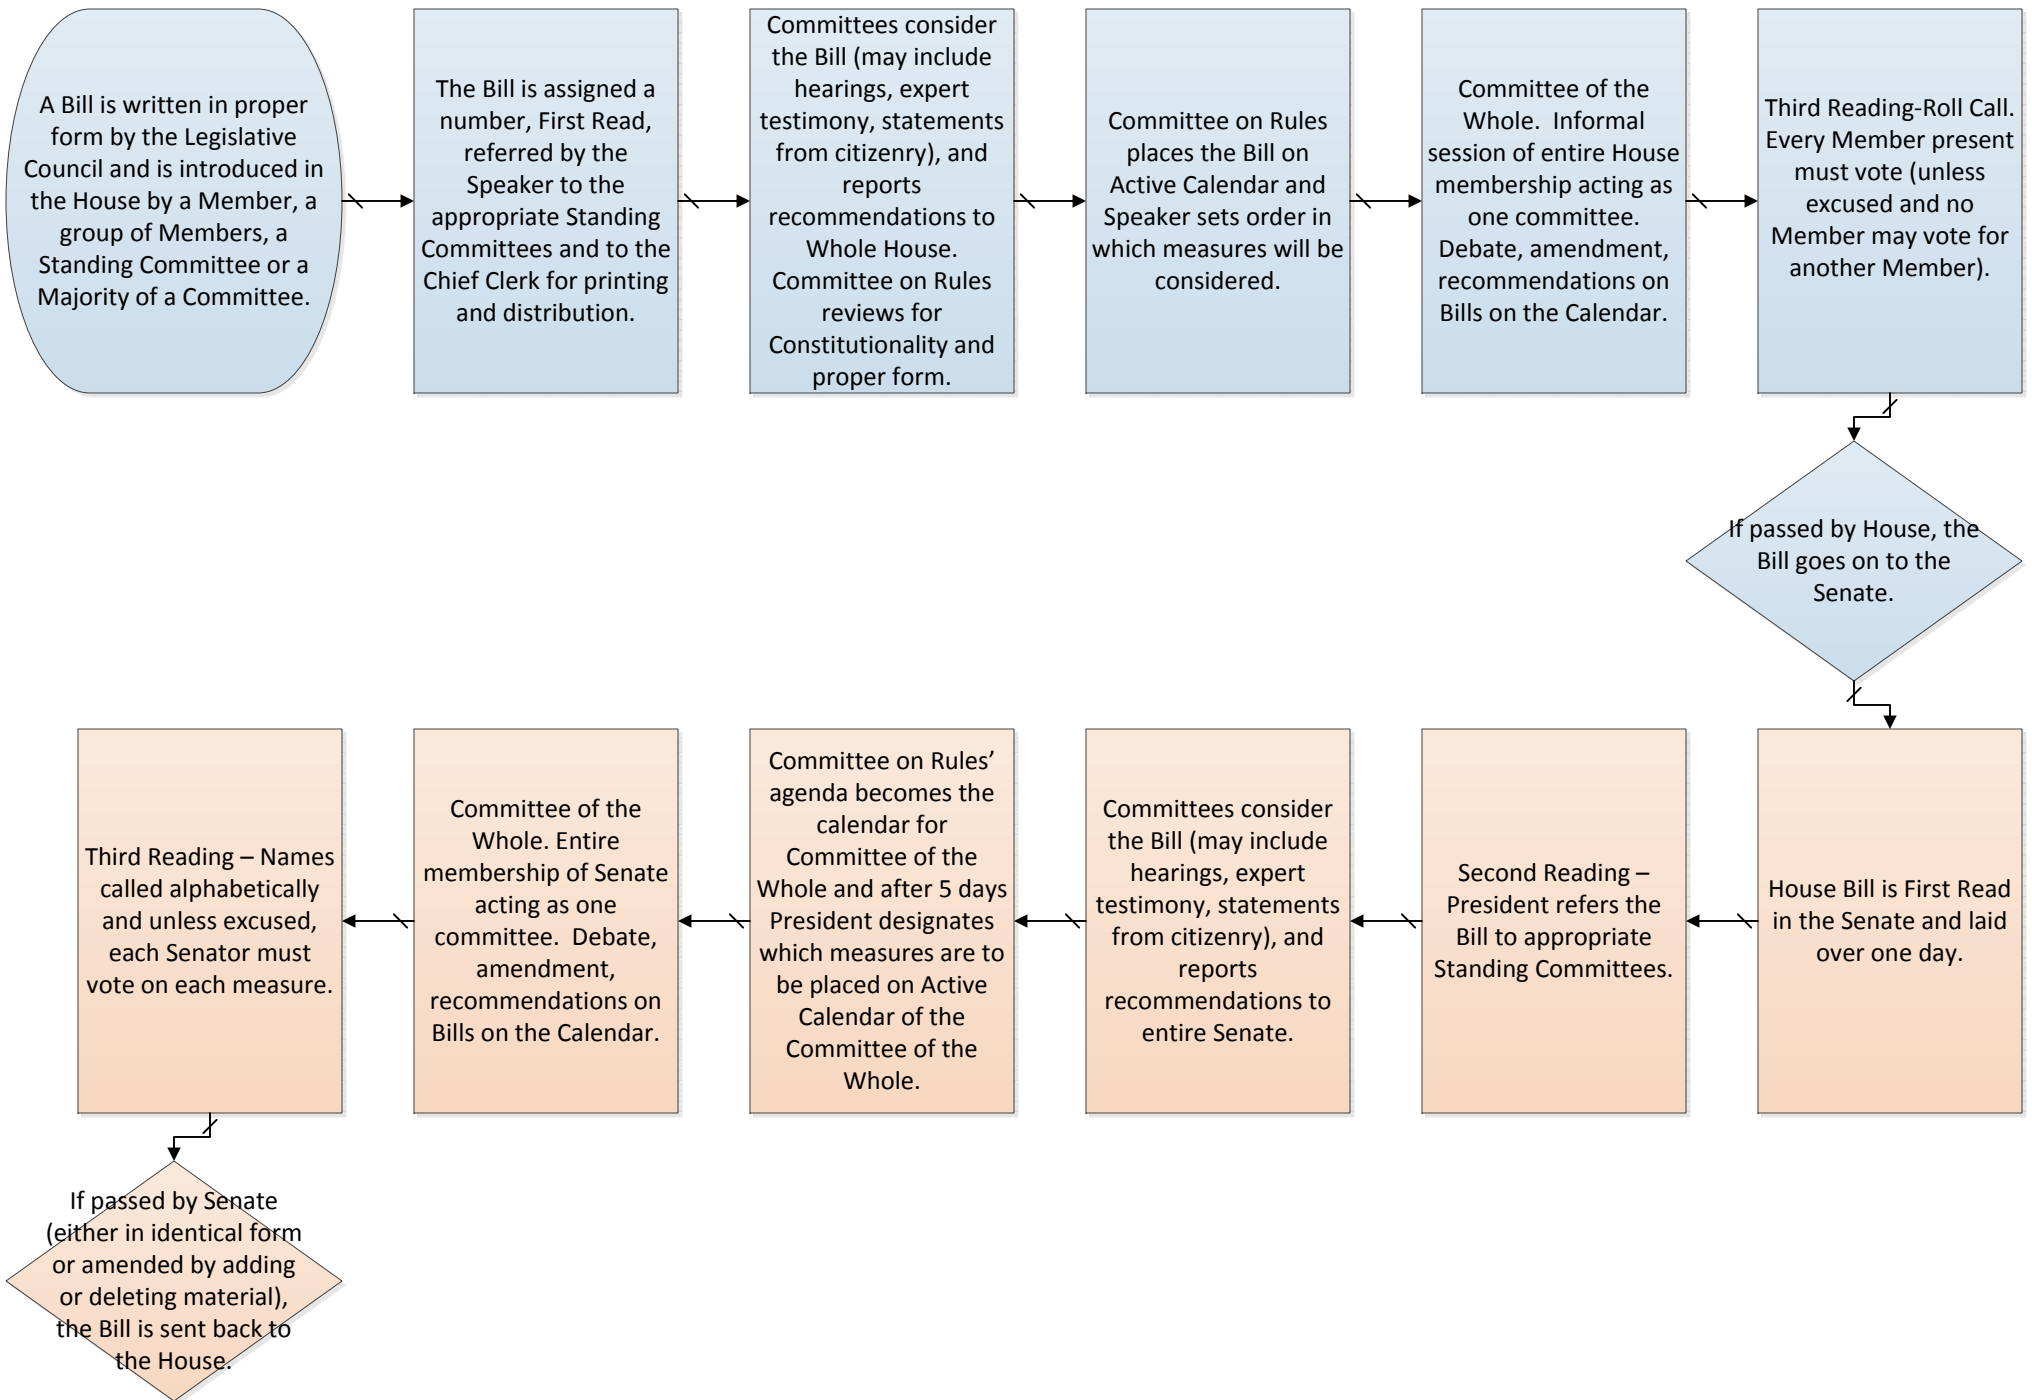 A Bill is written in proper
form by the Legislative
Council and is introduced in
the House by a Member, a
group of Members, a
Standing Committee or a
Majority of a Committee.
The Bill is assigned a
number, First Read,
referred by the
Speaker to the
appropriate Standing
Committees and to the
Chief Clerk for printing
and distribution.
Committees consider
the Bill (may include
hearings, expert
testimony, statements
from citizenry), and
reports
recommendations to
Whole House.
Committee on Rules
reviews for
Constitutionality and
proper form.
Committee on Rules
places the Bill on
Active Calendar and
Speaker sets order in
which measures will be
considered.
Committee of the
Whole.  Informal
session of entire House
membership acting as
one committee.
Debate, amendment,
recommendations on
Bills on the Calendar.
Third Reading-Roll Call.
Every Member present
must vote (unless
excused and no
Member may vote for
another Member).
If passed by House, the
Bill goes on to the
Senate.
House Bill is First Read
in the Senate and laid
over one day.
Second Reading –
President refers the
Bill to appropriate
Standing Committees.
Committees consider
the Bill (may include
hearings, expert
testimony, statements
from citizenry), and
reports
recommendations to
entire Senate.
Committee on Rules’
agenda becomes the
calendar for
Committee of the
Whole and after 5 days
President designates
which measures are to
be placed on Active
Calendar of the
Committee of the
Whole.
Committee of the
Whole. Entire
membership of Senate
acting as one
committee.  Debate,
amendment,
recommendations on
Bills on the Calendar.
Third Reading – Names
called alphabetically
and unless excused,
each Senator must
vote on each measure.
If passed by Senate
(either in identical form
or amended by adding
or deleting material),
the Bill is sent back to
the House.